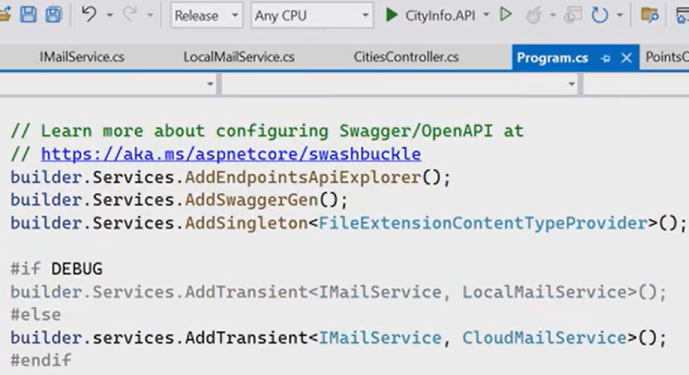 Release Any CPU CityInfo.API
IMailService.cs LocalMailService.cs CitiesController.cs Program.cs PointsC
// Learn more about configuring Swagger/OpenAPI at
// https://aka.ms/aspnetcore/swashbuckle
builder.Services.AddEndpointsApiExplorer();
builder.Services.AddSwaggerGen();
builder.Services.AddSingleton<FileExtensionContentTypeProvider>();
#if DEBUG
builder.Services.AddTransient<IMailService, LocalMailService>();
#else
builder.services.AddTransient<IMailService, CloudMailService>();
#endif